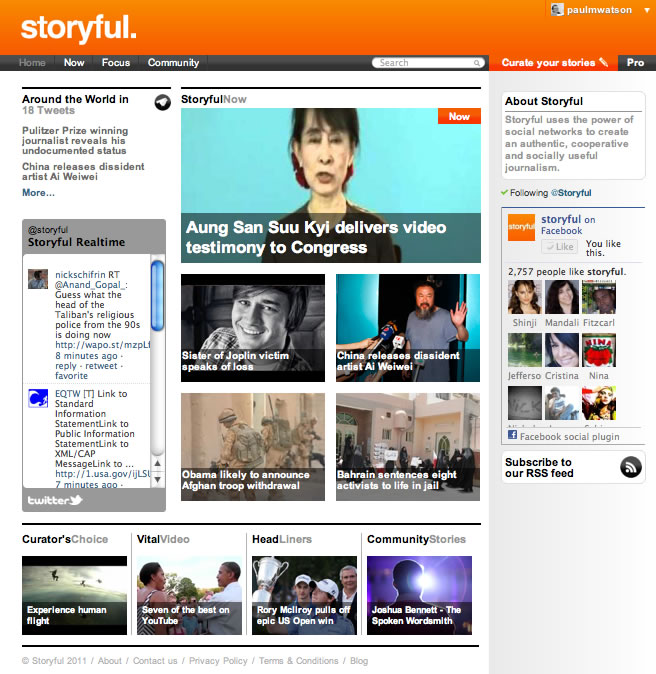 storyful.
paulmwatson
Home
Now
Focus
Community
Search
Curate your stories
Pro
Around the World in
18 Tweets
Pulitzer Prize winning
journalist reveals his
undocumented status
China releases dissident
artist Ai Weiwei
More...
@storyful
Storyful Realtime
nickschifrin RT
@Anand_Gopal_:
Guess what the
head of the
Taliban's religious
police from the 90s
is doing now
http://wapo.st/mzpLf
8 minutes ago ·
reply · retweet ·
favorite
EQTW [T] Link to
Standard
Information
StatementLink to
Public Information
StatementLink to
XML/CAP
MessageLink to ...
http://1.usa.gov/ijLSU
7 minutes ago ·
twitter
StoryfulNow
Now
Aung San Suu Kyi delivers video
testimony to Congress
Sister of Joplin victim
speaks of loss
China releases dissident
artist Ai Weiwei
Obama likely to announce
Afghan troop withdrawal
Bahrain sentences eight
activists to life in jail
About Storyful
Storyful uses the power of
social networks to create
an authentic, cooperative
and socially useful
journalism.
Following @Storyful
storyful.
storyful on
Facebook
Like
You like
this.
2,757 people like storyful.
Shinji
Mandali
Fitzcarl
Jefferso
Cristina
Nina
NINA
Facebook social plugin
Subscribe to
our RSS feed
Curator'sChoice
Experience human
flight
VitalVideo
Seven of the best on
YouTube
HeadLiners
Rory McIlroy pulls off
epic US Open win
CommunityStories
Joshua Bennett - The
Spoken Wordsmith
© Storyful 2011 / About / Contact us / Privacy Policy / Terms & Conditions / Blog